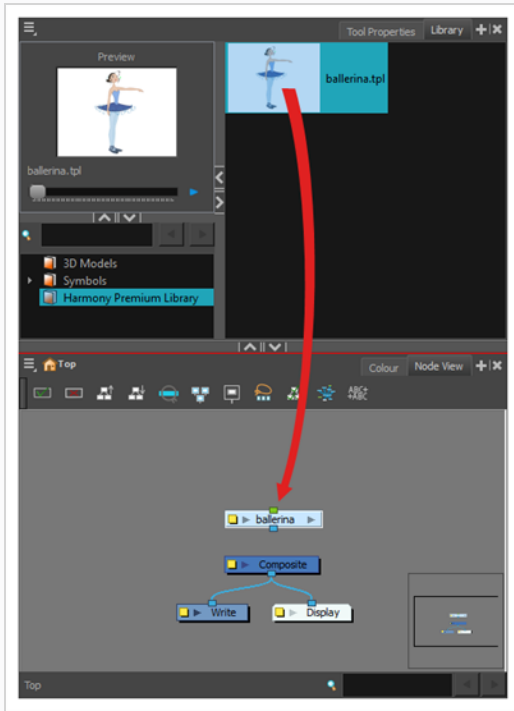 Tool Properties
Library
Preview
ballerina.tpl
ballerina.tpl
3D Models
Symbols
Harmony Premium Library
Top
Colour
Node View
ABC+
+ABC
ballerina
Composite
Write
Display
Top